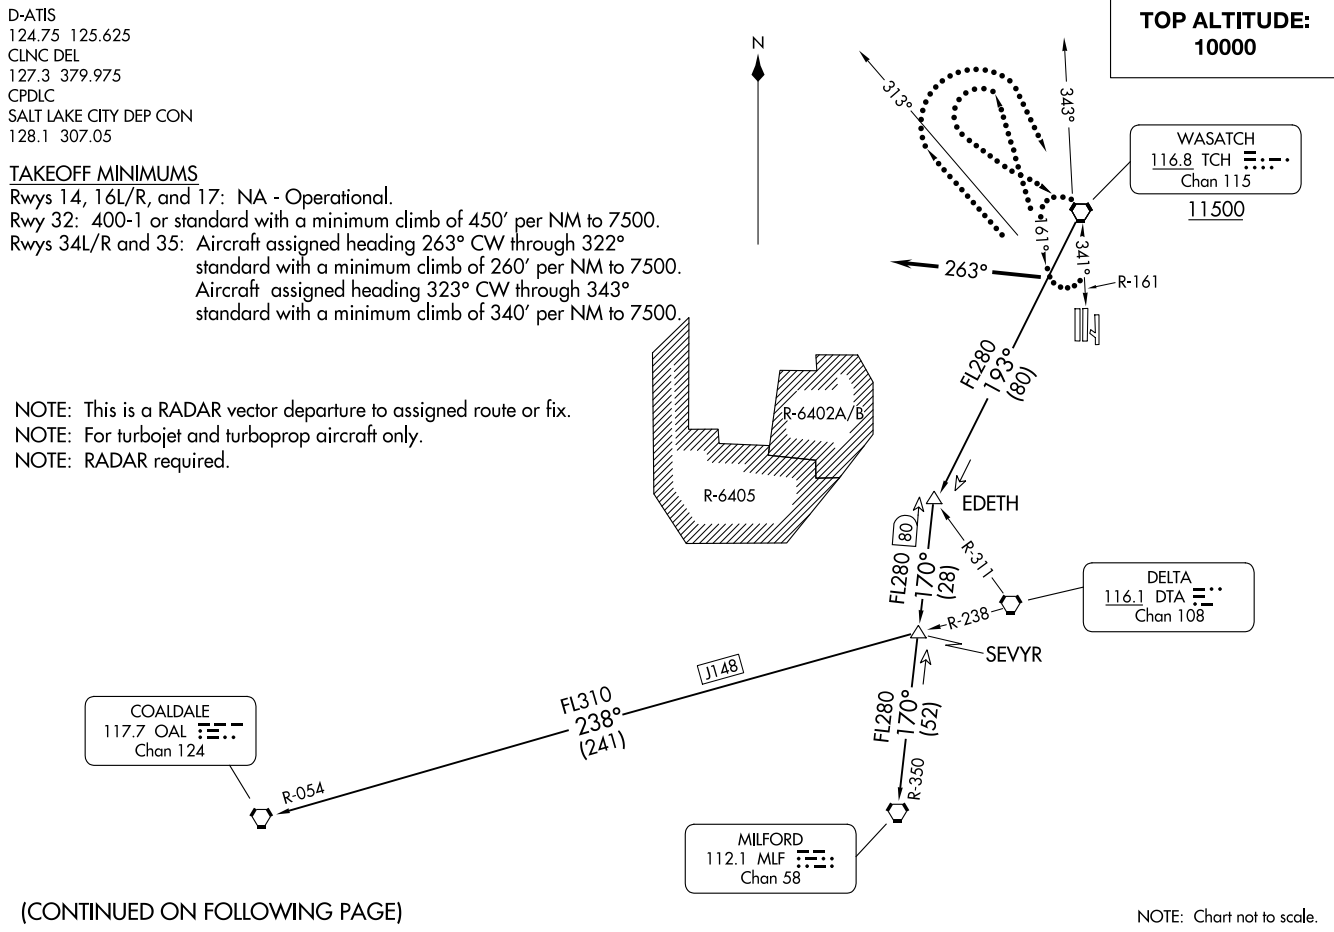 D-ATIS
124.75 125.625
CLNC DEL
127.3 379.975
CPDLC
SALT LAKE CITY DEP CON
128.1 307.05
TAKEOFF MINIMUMS
Rwys 14, 16L/R, and 17: NA - Operational.
Rwy 32: 400-1 or standard with a minimum climb of 450' per NM to 7500.
Rwys 34L/R and 35: Aircraft assigned heading 263° CW through 322°
standard with a minimum climb of 260' per NM to 7500.
Aircraft assigned heading 323° CW through 343°
standard with a minimum climb of 340' per NM to 7500.
NOTE: This is a RADAR vector departure to assigned route or fix.
NOTE: For turbojet and turboprop aircraft only.
NOTE: RADAR required.
TOP ALTITUDE:
10000
N
313°
343°
WASATCH
116.8 TCH
Chan 115
11500
161°
341°
R-161
263°
FL280
193°
(80)
R-6402A/B
R-6405
EDETH
80
FL280
170°
(28)
R-311
DELTA
116.1 DTA
Chan 108
R-238
SEVYR
J148
FL310
238°
(241)
FL280
170°
(52)
COALDALE
117.7 OAL
Chan 124
R-054
R-350
MILFORD
112.1 MLF
Chan 58
(CONTINUED ON FOLLOWING PAGE)
NOTE: Chart not to scale.